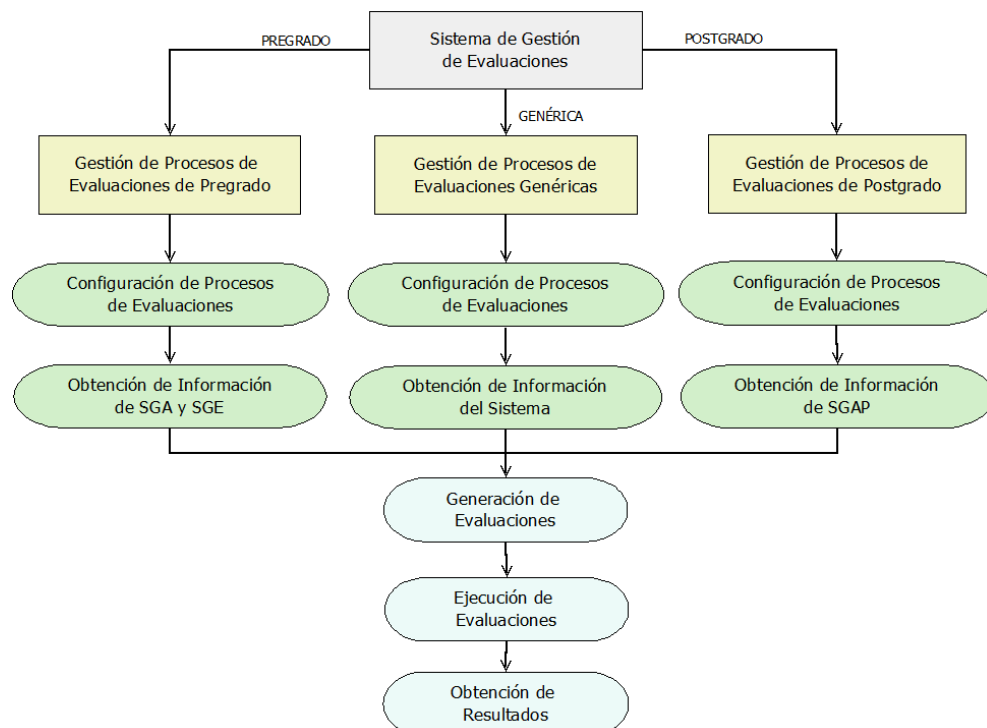 Sistema de Gestión
de Evaluaciones
PREGRADO
POSTGRADO
GENÉRICA
Gestión de Procesos de
Evaluaciones de Pregrado
Gestión de Procesos de
Evaluaciones Genéricas
Gestión de Procesos de
Evaluaciones de Postgrado
Configuración de Procesos
de Evaluaciones
Configuración de Procesos
de Evaluaciones
Configuración de Procesos
de Evaluaciones
Obtención de Información
de SGA y SGE
Obtención de Información
del Sistema
Obtención de Información
de SGAP
Generación de
Evaluaciones
Ejecución de
Evaluaciones
Obtención de
Resultados